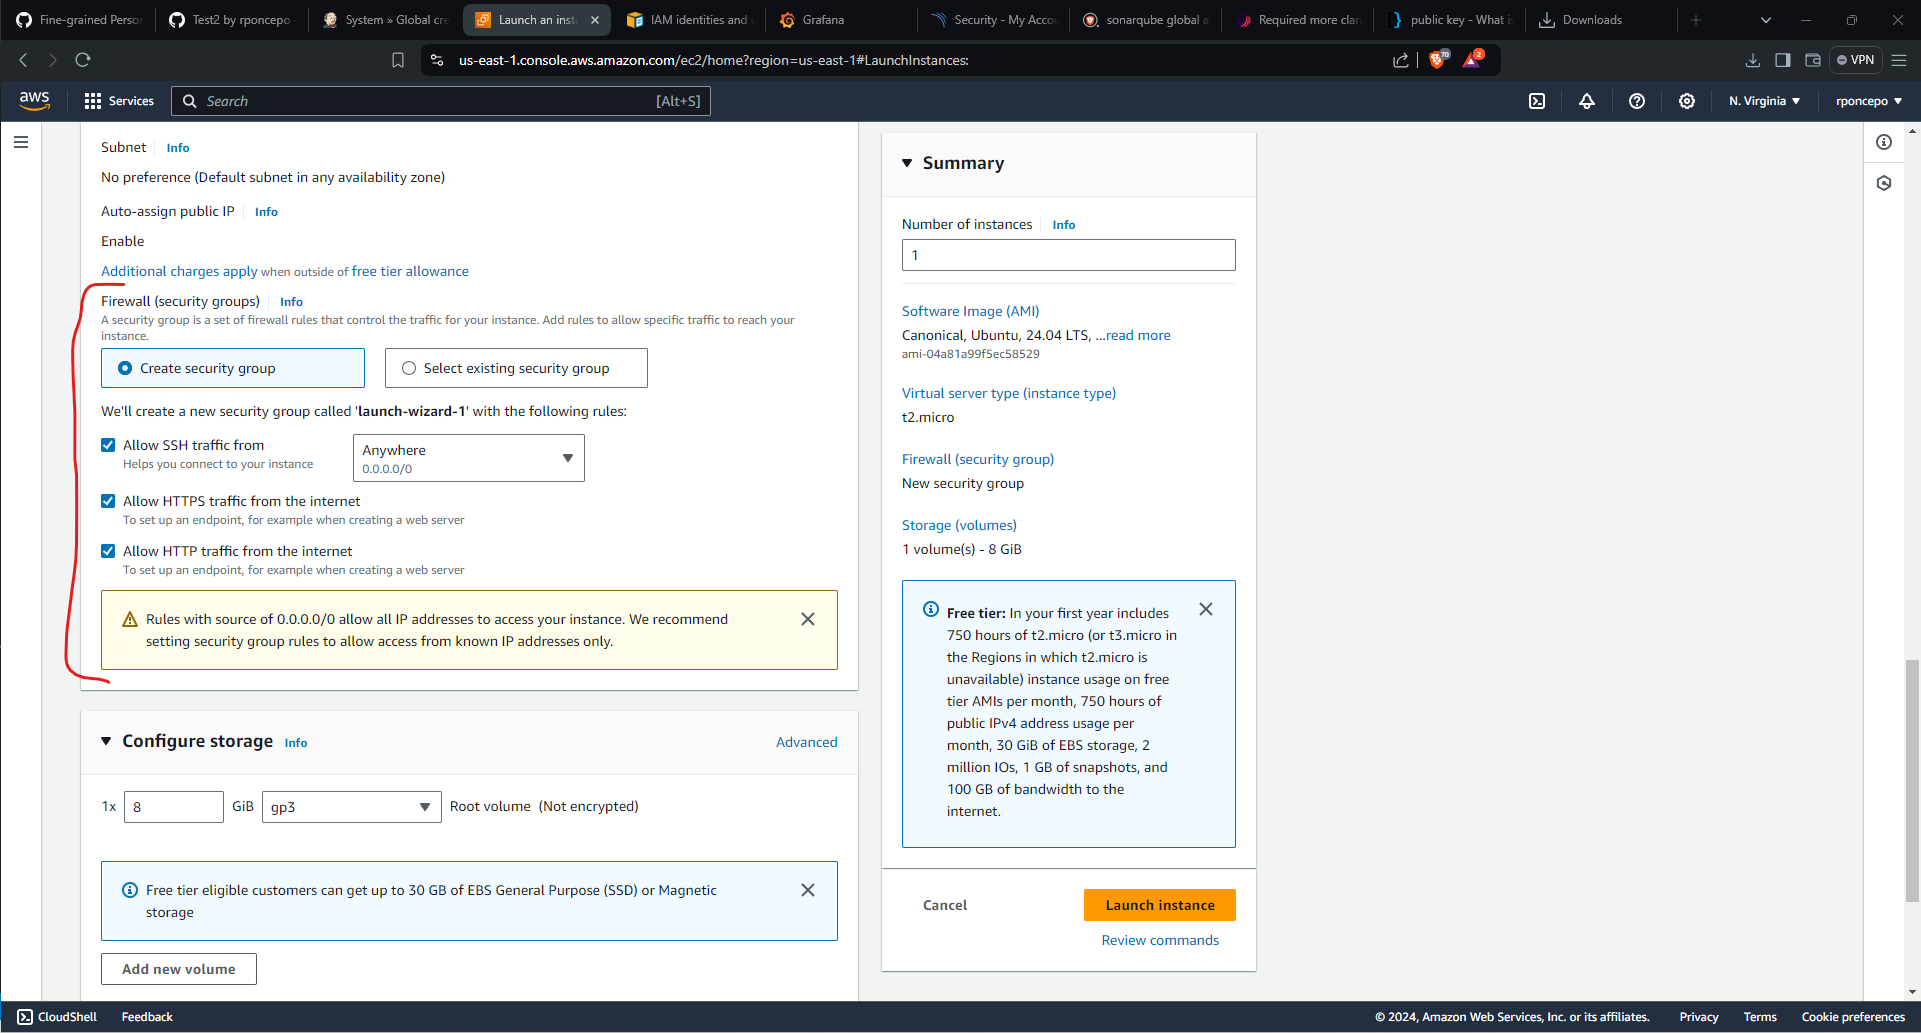 Fine-grained Person
Test2 by rponcepo
System » Global cre
Launch an insta
IAM identities and
Grafana
Security - My Accou
sonarqube global a
Required more clari
public key - What is
Downloads
us-east-1.console.aws.amazon.com/ec2/home?region=us-east-1#LaunchInstances:
70
2
VPN
aws
Services
Search
[Alt+S]
N. Virginia
rponcepo
Subnet Info
No preference (Default subnet in any availability zone)
Auto-assign public IP Info
Enable
Additional charges apply when outside of free tier allowance
Firewall (security groups) Info
A security group is a set of firewall rules that control the traffic for your instance. Add rules to allow specific traffic to reach your
instance.
Create security group
Select existing security group
We'll create a new security group called 'launch-wizard-1' with the following rules:
Allow SSH traffic from
Helps you connect to your instance
Anywhere
0.0.0.0/0
Allow HTTPS traffic from the internet
To set up an endpoint, for example when creating a web server
Allow HTTP traffic from the internet
To set up an endpoint, for example when creating a web server
Rules with source of 0.0.0.0/0 allow all IP addresses to access your instance. We recommend
setting security group rules to allow access from known IP addresses only.
Configure storage Info
Advanced
1x 8 GiB gp3 Root volume (Not encrypted)
Free tier eligible customers can get up to 30 GB of EBS General Purpose (SSD) or Magnetic
storage
Add new volume
Summary
Number of instances Info
1
Software Image (AMI)
Canonical, Ubuntu, 24.04 LTS, ...read more
ami-04a81a99f5ec58529
Virtual server type (instance type)
t2.micro
Firewall (security group)
New security group
Storage (volumes)
1 volume(s) - 8 GiB
Free tier: In your first year includes
750 hours of t2.micro (or t3.micro in
the Regions in which t2.micro is
unavailable) instance usage on free
tier AMIs per month, 750 hours of
public IPv4 address usage per
month, 30 GiB of EBS storage, 2
million IOs, 1 GB of snapshots, and
100 GB of bandwidth to the
internet.
Cancel
Launch instance
Review commands
CloudShell
Feedback
© 2024, Amazon Web Services, Inc. or its affiliates.
Privacy
Terms
Cookie preferences